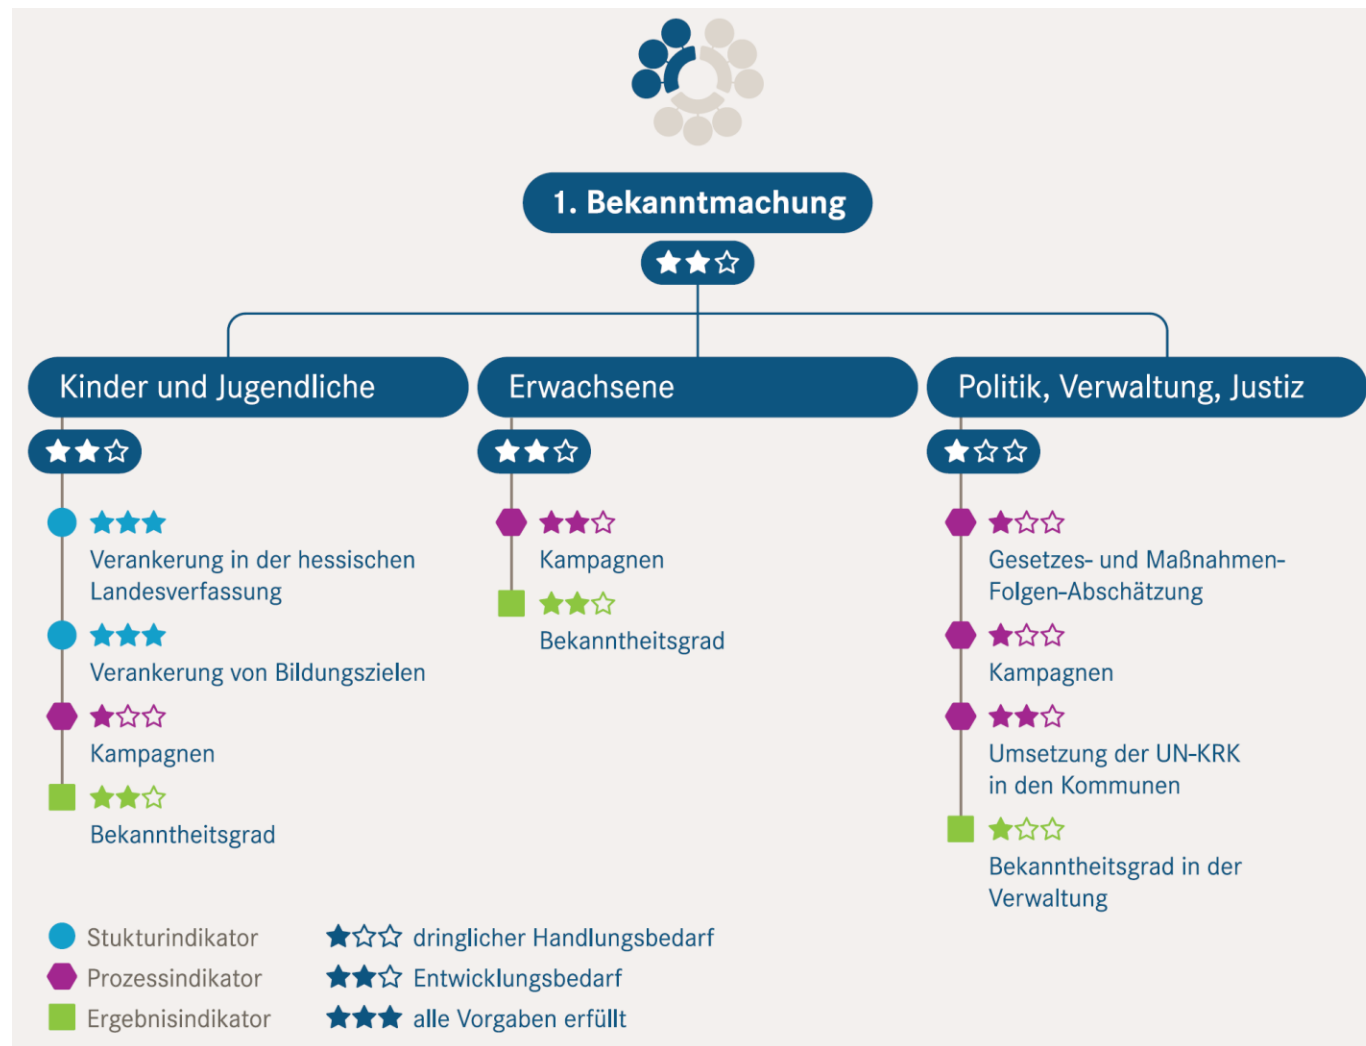 1. Bekanntmachung
★★☆
Kinder und Jugendliche
★★☆
★★★
Verankerung in der hessischen
Landesverfassung
★★★
Verankerung von Bildungszielen
★☆☆
Kampagnen
★★☆
Bekanntheitsgrad
Erwachsene
★★☆
★★☆
Kampagnen
★★☆
Bekanntheitsgrad
Politik, Verwaltung, Justiz
★☆☆
★☆☆
Gesetzes- und Maßnahmen-
Folgen-Abschätzung
★☆☆
Kampagnen
★★☆
Umsetzung der UN-KRK
in den Kommunen
★☆☆
Bekanntheitsgrad in der
Verwaltung
Stukturindikator
Prozessindikator
Ergebnisindikator
★☆☆ dringlicher Handlungsbedarf
★★☆ Entwicklungsbedarf
★★★ alle Vorgaben erfüllt